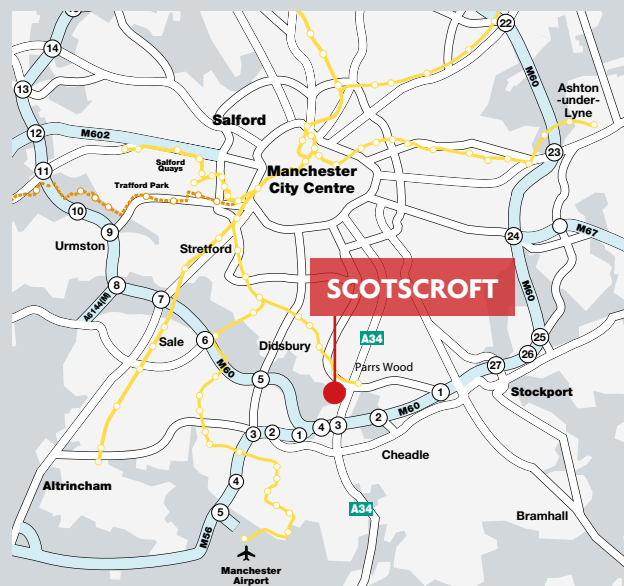 22
14
M60
13
Ashton
-under-
Lyne
Salford
12
M602
23
Salford
Quays
11
Manchester
City Centre
Trafford Park
10
9
M67
Urmston
Stretford
24
8
SCOTSCROFT
A6144(M)
7
M60
A34
Sale
6
Didsbury
25
26
Parrs Wood
27
M60
5
1
Stockport
M60
2
3
2
1
4
3
Cheadle
4
Altrincham
A34
5
Bramhall
M56
Manchester
Airport